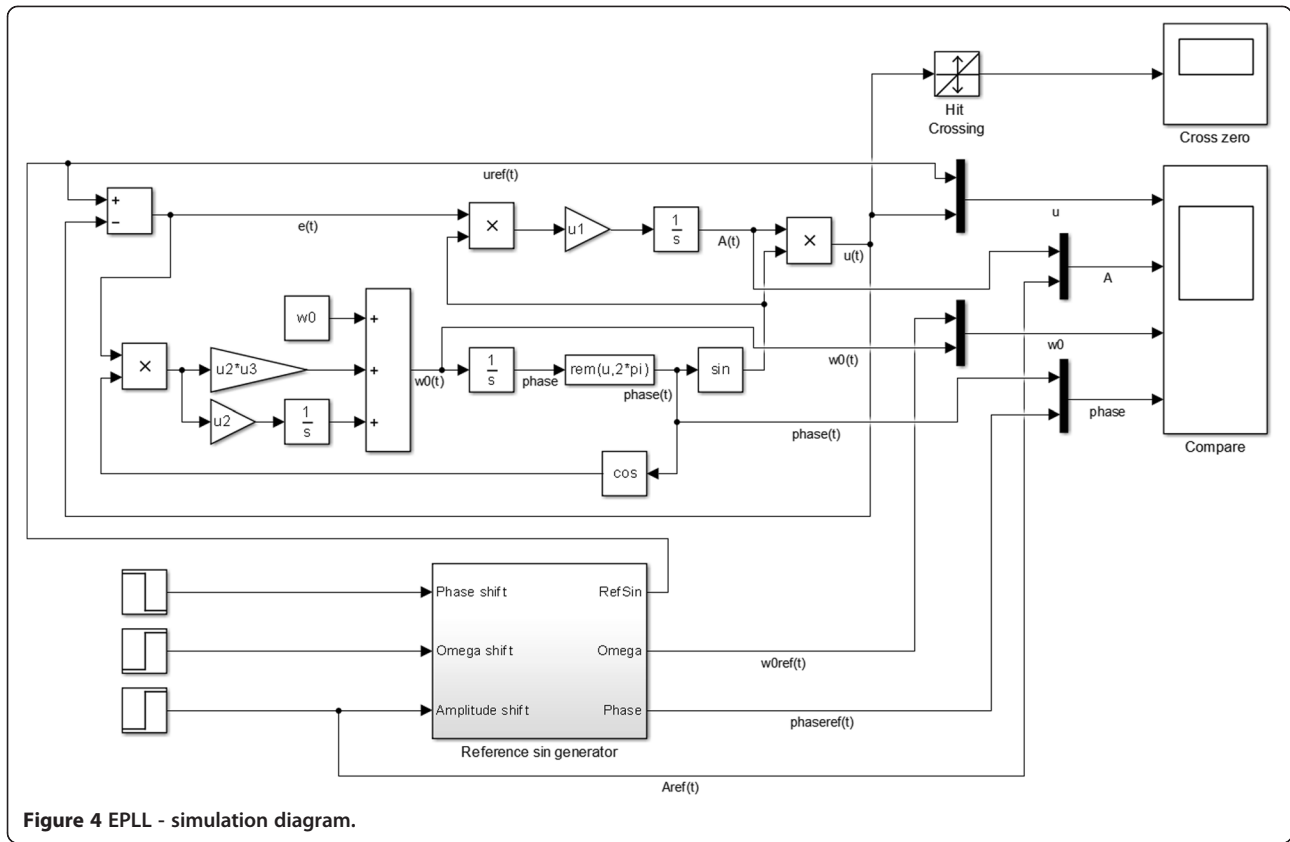 Hit
Crossing
Cross zero
uref(t)
+
−
e(t)
×
u1
1
s
A(t)
×
u(t)
u
A
w0
+
×
u2*u3
+
u2
1
s
+
w0(t)
1
s
phase
rem(u,2*pi)
phase(t)
sin
w0(t)
w0
phase(t)
phase
Compare
cos
Phase shift
RefSin
Omega shift
Omega
w0ref(t)
Amplitude shift
Phase
phaseref(t)
Reference sin generator
Aref(t)
Figure 4 EPLL - simulation diagram.